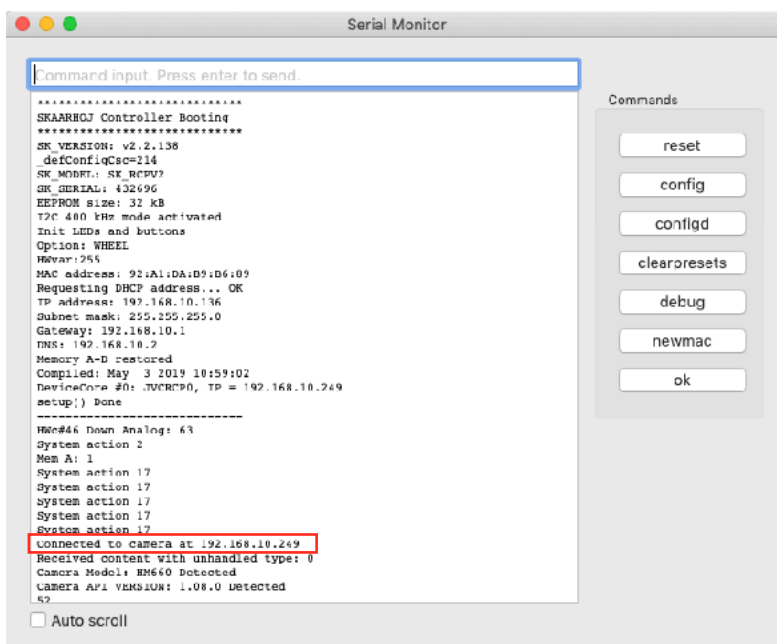 Serial Monitor
Command input. Press enter to send.
*****************************
SKAARHOJ Controller Booting
*****************************
SK_VERSION: v2.2.138
_defConfigCsc=214
SK_MODEL: SK_RCPV2
SK_SERIAL: 432696
EEPROM size: 32 kB
I2C 400 kHz mode activated
Init LEDs and buttons
Option: WHEEL
HWvar:255
MAC address: 92:A1:DA:B9:B6:89
Requesting DHCP address... OK
IP address: 192.168.10.136
Subnet mask: 255.255.255.0
Gateway: 192.168.10.1
DNS: 192.168.10.2
Memory A-D restored
Compiled: May  3 2019 10:59:02
DeviceCore #0: JVCRCP0, IP = 192.168.10.249
setup() Done
-----------------------------
HWc#46 Down Analog: 63
System action 2
Mem A: 1
System action 17
System action 17
System action 17
System action 17
System action 17
Connected to camera at 192.168.10.249
Received content with unhandled type: 0
Camera Model: HM660 Detected
Camera API VERSION: 1.08.0 Detected
52
Auto scroll
Commands
reset
config
configd
clearpresets
debug
newmac
ok